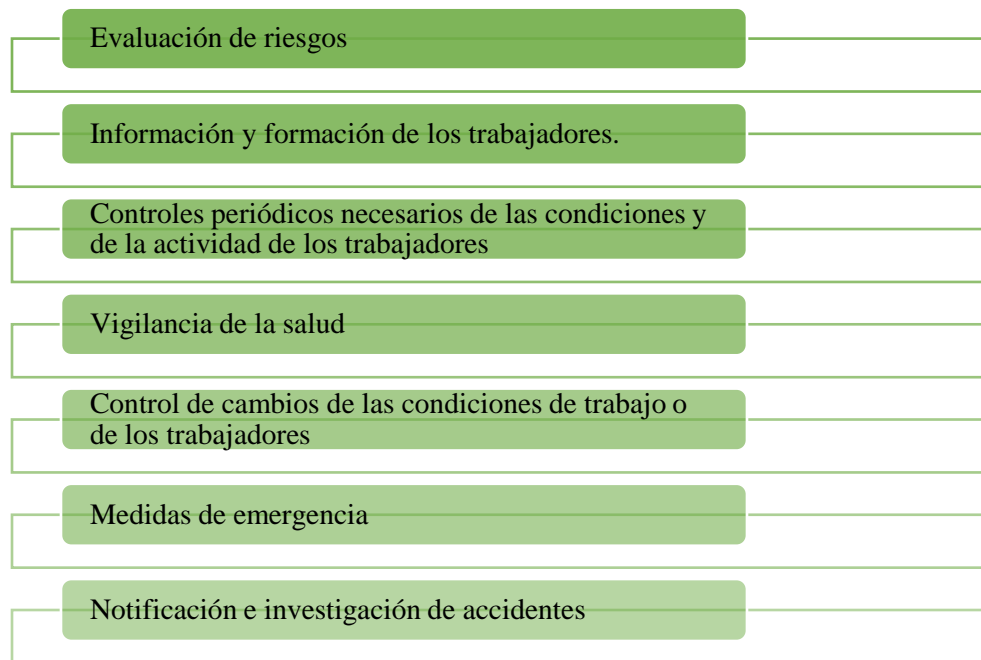 Evaluación de riesgos
Información y formación de los trabajadores.
Controles periódicos necesarios de las condiciones y
de la actividad de los trabajadores
Vigilancia de la salud
Control de cambios de las condiciones de trabajo o
de los trabajadores
Medidas de emergencia
Notificación e investigación de accidentes